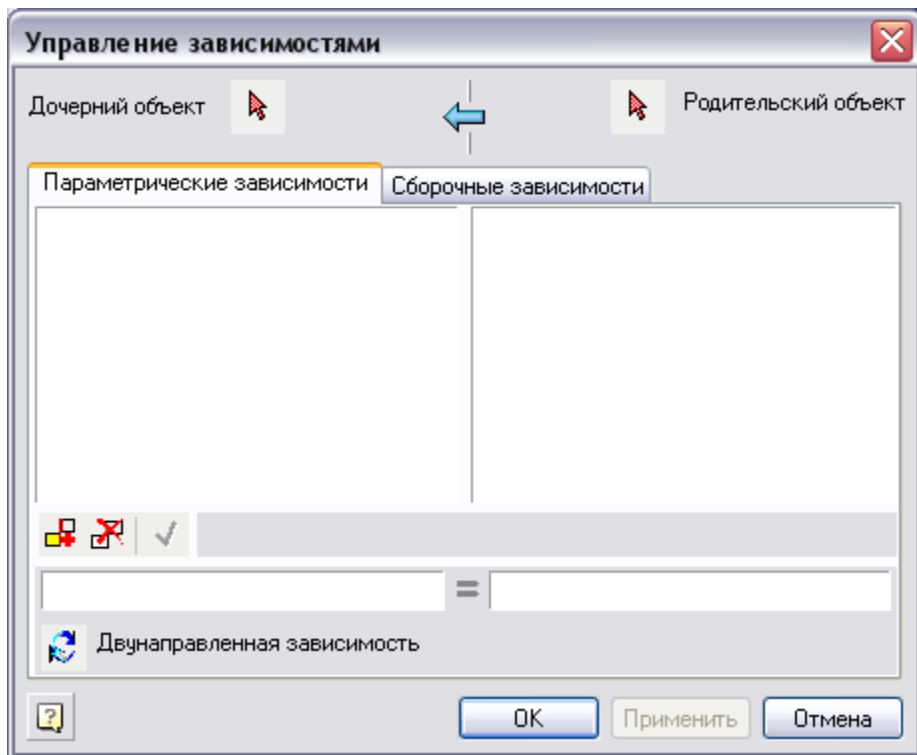 Управление зависимостями
Дочерний объект
Родительский объект
Параметрические зависимости
Сборочные зависимости
=
Двунаправленная зависимость
?
OK
Применить
Отмена